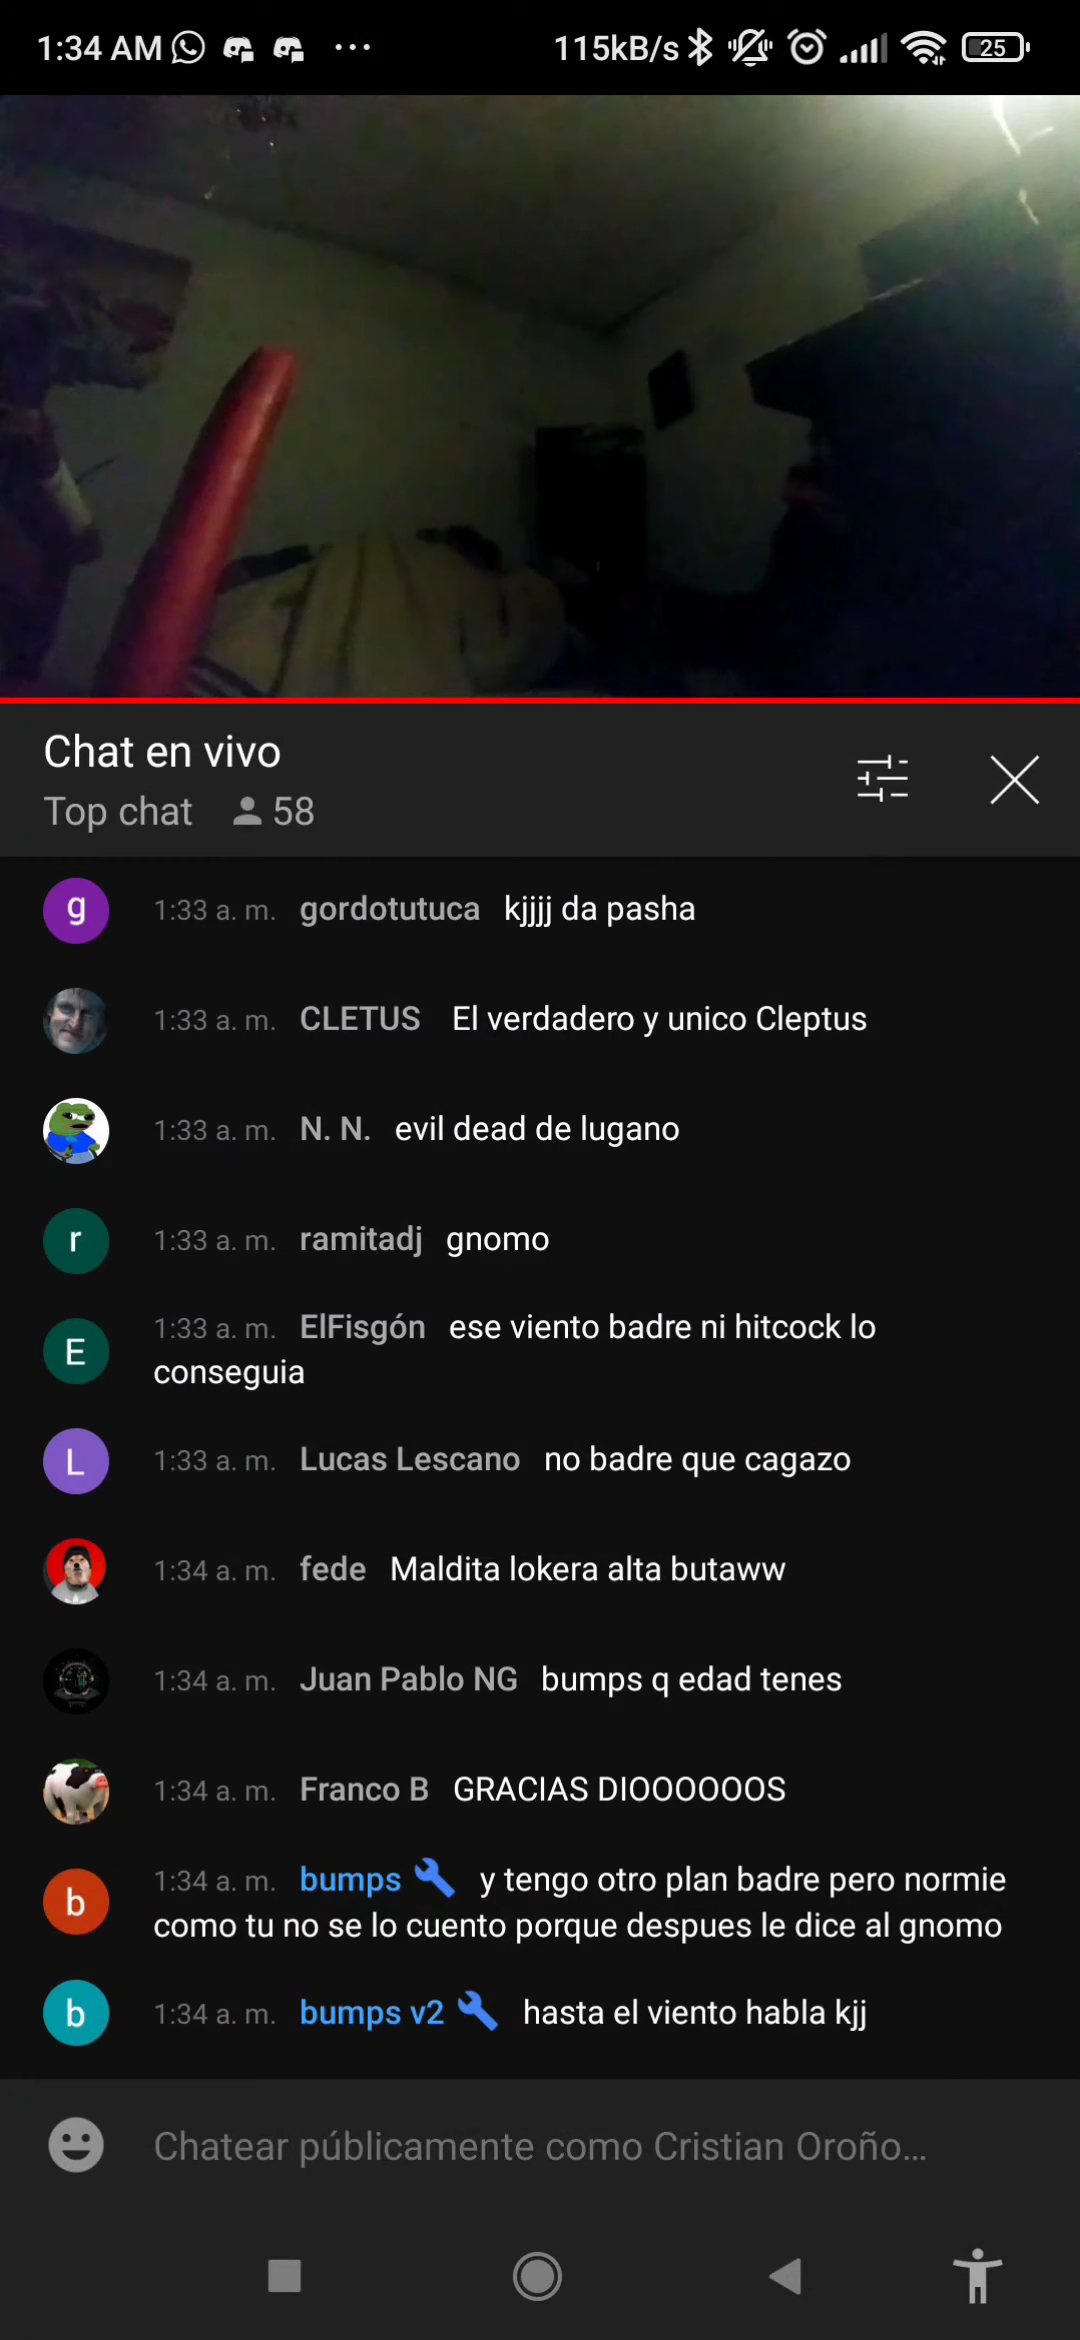 1:34 AM ... 115kB/s 25
Chat en vivo
Top chat 58
g 1:33 a. m. gordotutuca kjjjj da pasha
1:33 a. m. CLETUS El verdadero y unico Cleptus
1:33 a. m. N. N. evil dead de lugano
r 1:33 a. m. ramitadj gnomo
E 1:33 a. m. ElFisgón ese viento badre ni hitcock lo
conseguia
L 1:33 a. m. Lucas Lescano no badre que cagazo
1:34 a. m. fede Maldita lokera alta butaww
1:34 a. m. Juan Pablo NG bumps q edad tenes
1:34 a. m. Franco B GRACIAS DIOOOOOOS
b 1:34 a. m. bumps y tengo otro plan badre pero normie
como tu no se lo cuento porque despues le dice al gnomo
b 1:34 a. m. bumps v2 hasta el viento habla kjj
Chatear públicamente como Cristian Oroño...